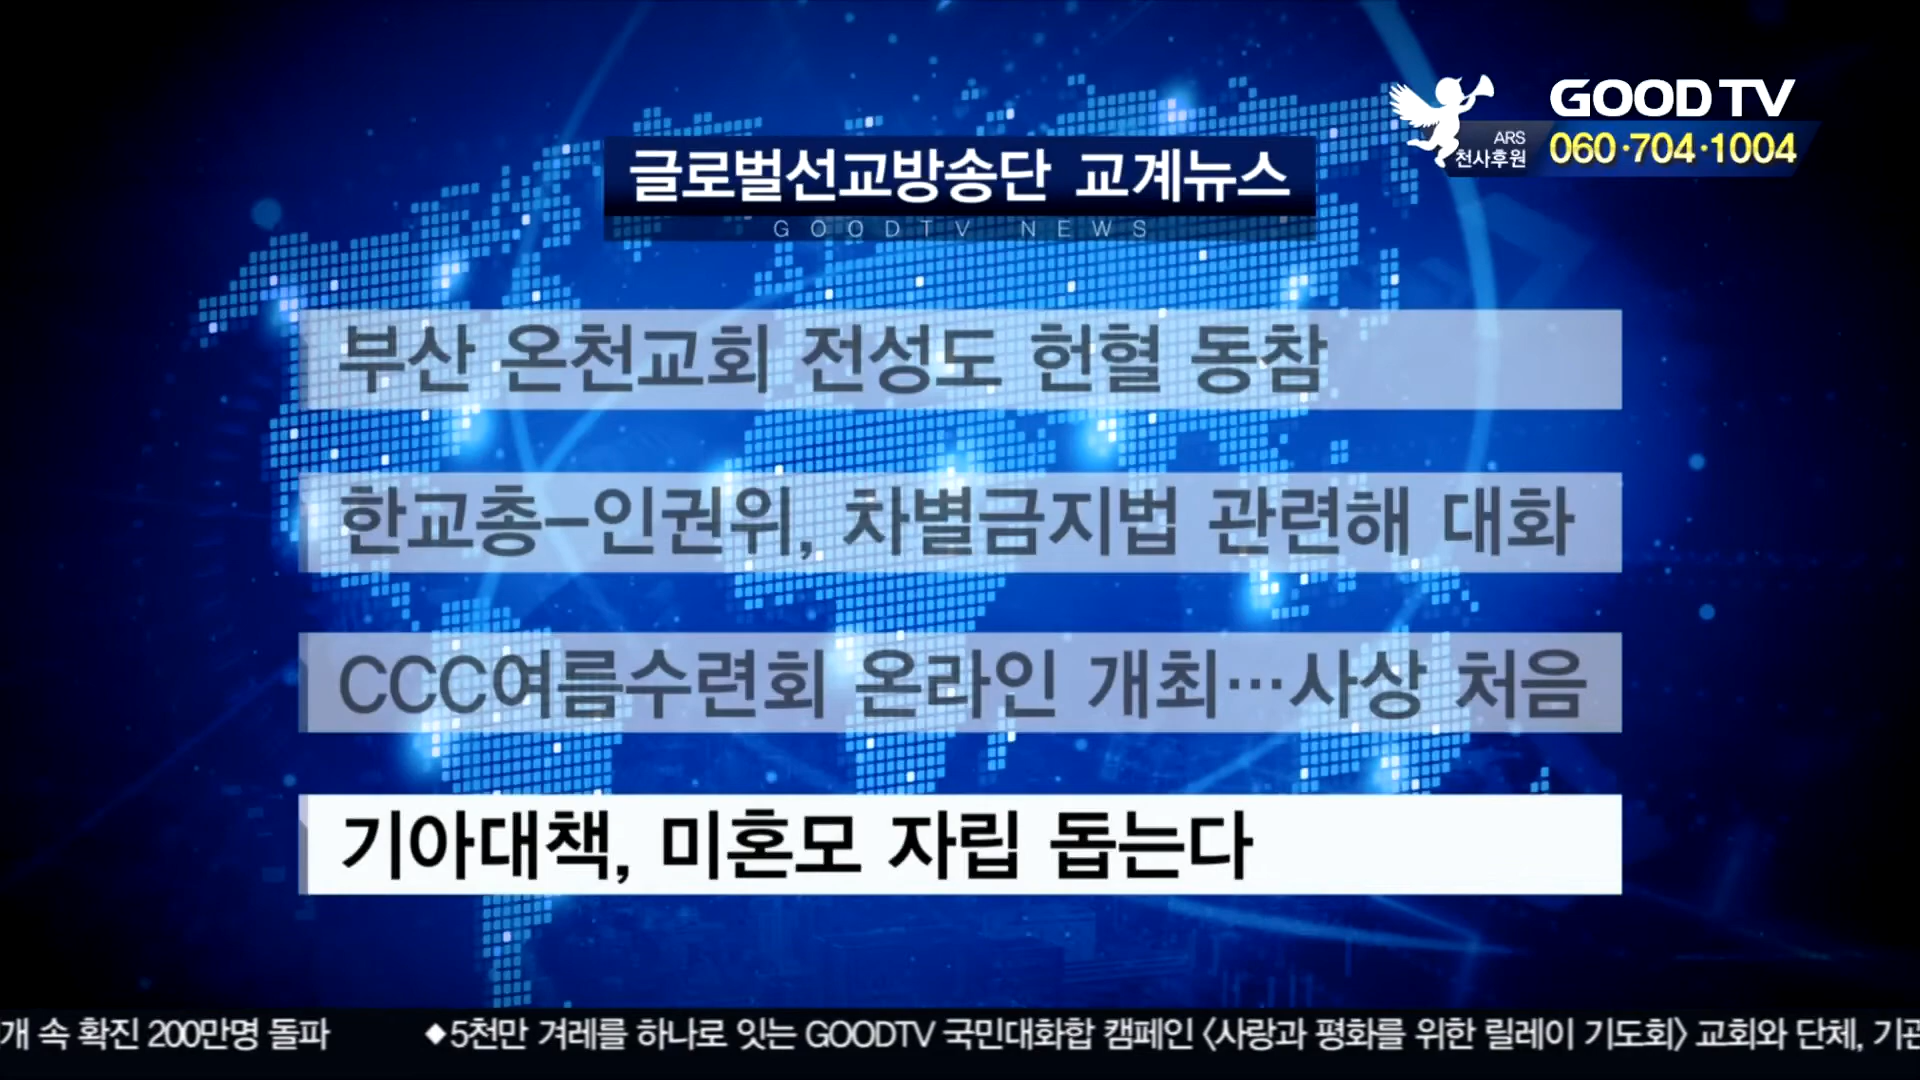 GOODTV
ARS
천사후원
060·704·1004
글로벌선교방송단 교계뉴스
GOODTV NEWS
부산 온천교회 전성도 헌혈 동참
한교총-인권위, 차별금지법 관련해 대화
CCC여름수련회 온라인 개최…사상 처음
기아대책, 미혼모 자립 돕는다
개 속 확진 200만명 돌파 ◆5천만 겨레를 하나로 잇는 GOODTV 국민대화합 캠페인 〈사랑과 평화를 위한 릴레이 기도회〉 교회와 단체, 기관